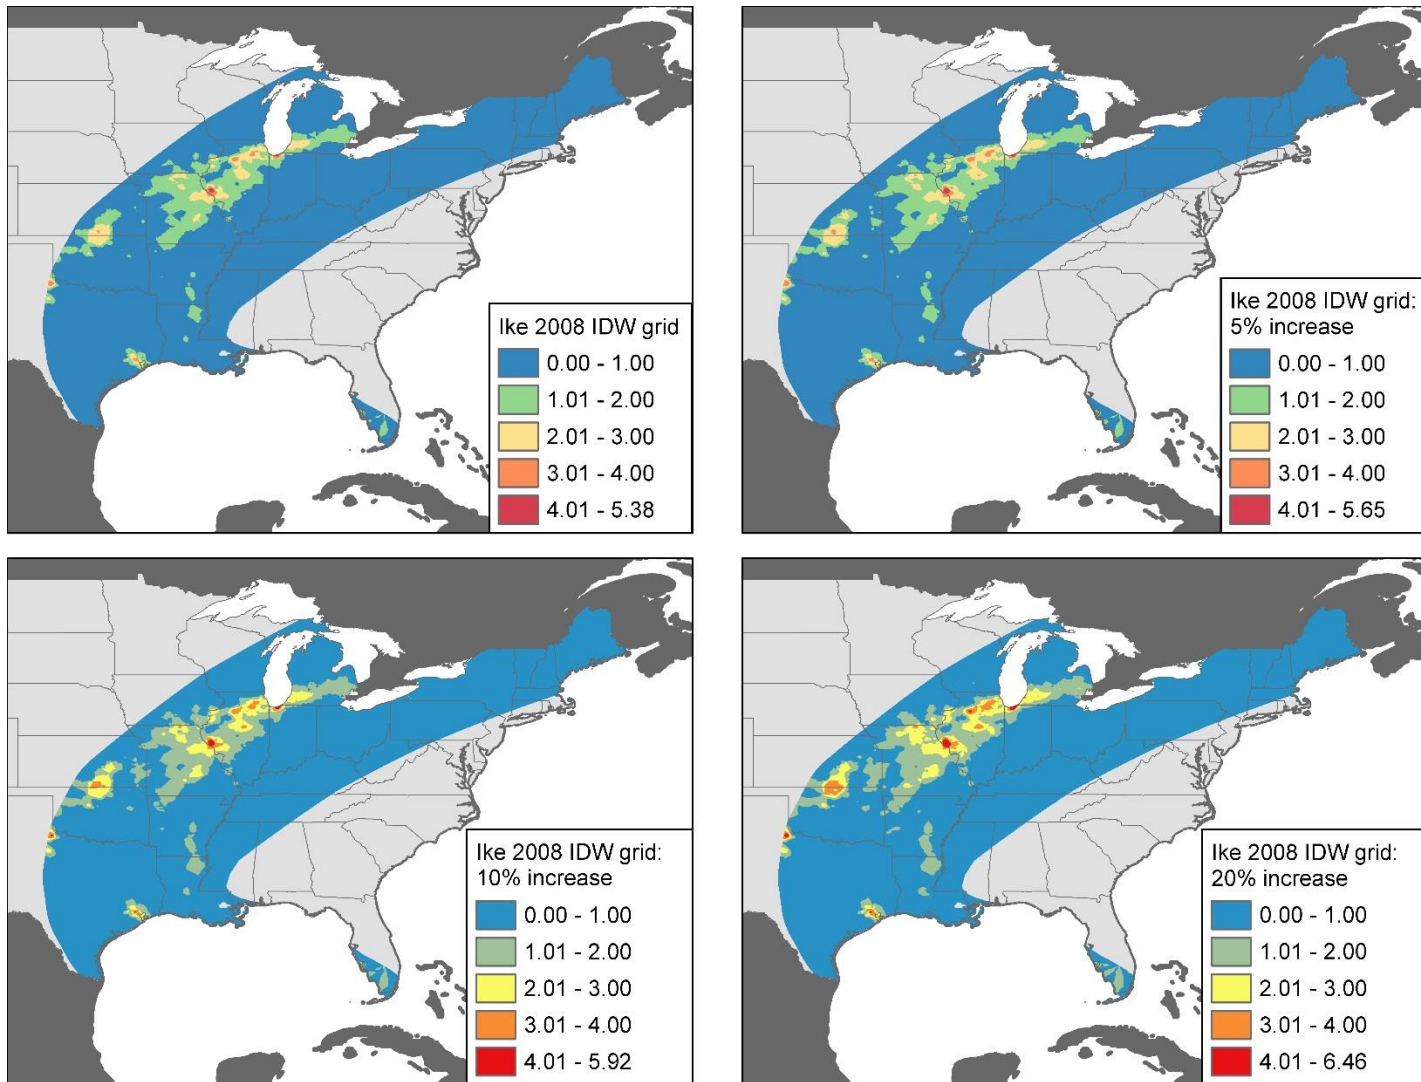 Ike 2008 IDW grid
0.00 - 1.00
1.01 - 2.00
2.01 - 3.00
3.01 - 4.00
4.01 - 5.38
Ike 2008 IDW grid:
5% increase
0.00 - 1.00
1.01 - 2.00
2.01 - 3.00
3.01 - 4.00
4.01 - 5.65
Ike 2008 IDW grid:
10% increase
0.00 - 1.00
1.01 - 2.00
2.01 - 3.00
3.01 - 4.00
4.01 - 5.92
Ike 2008 IDW grid:
20% increase
0.00 - 1.00
1.01 - 2.00
2.01 - 3.00
3.01 - 4.00
4.01 - 6.46